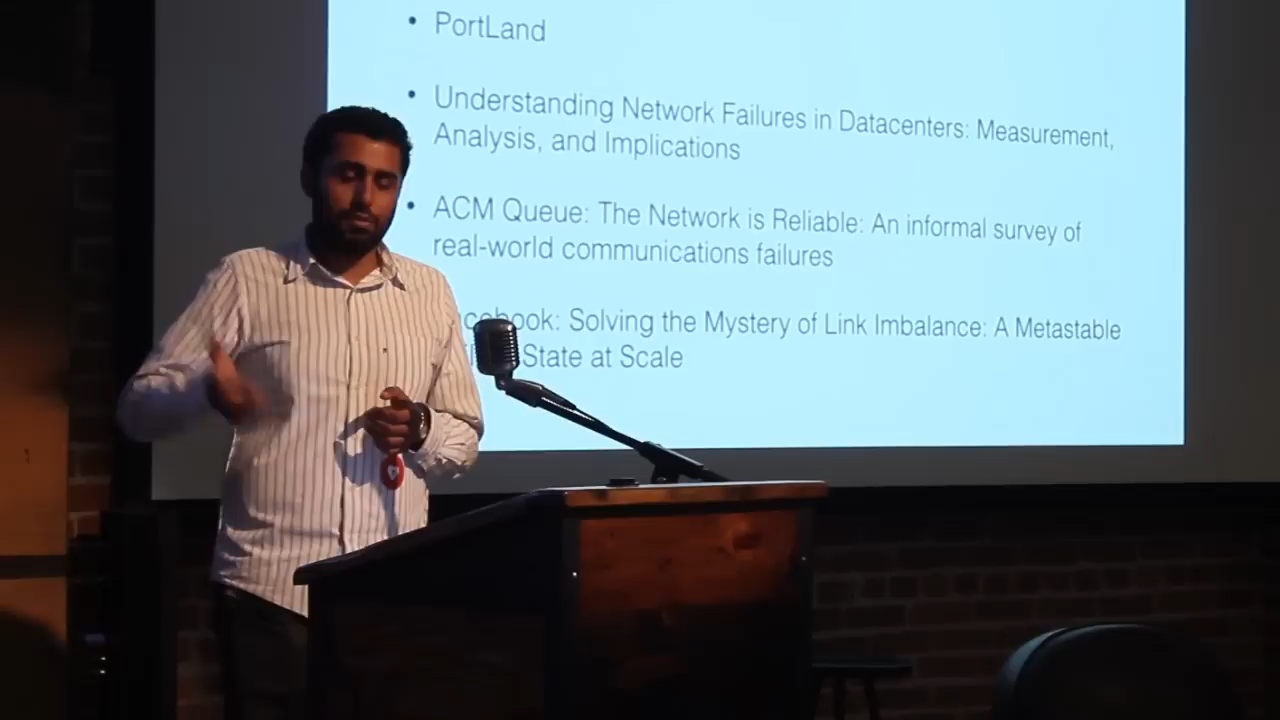 • PortLand
• Understanding Network Failures in Datacenters: Measurement,
Analysis, and Implications
• ACM Queue: The Network is Reliable: An informal survey of
real-world communications failures
cebook: Solving the Mystery of Link Imbalance: A Metastable
State at Scale